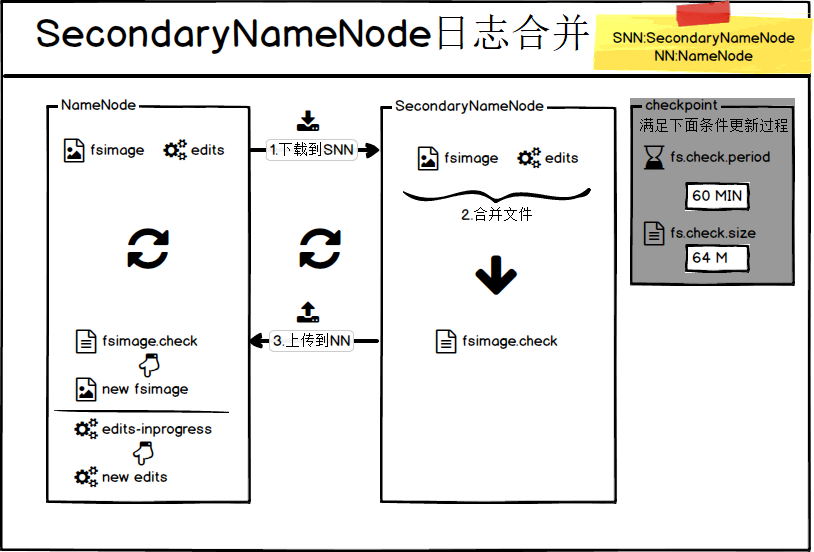 SecondaryNameNode日志合并
SNN:SecondaryNameNode
NN:NameNode
NameNode
fsimage
edits
1.下载到SNN
SecondaryNameNode
fsimage
edits
2.合并文件
checkpoint
满足下面条件更新过程
fs.check.period
60 MIN
fs.check.size
64 M
fsimage.check
3.上传到NN
fsimage.check
new fsimage
edits-inprogress
new edits